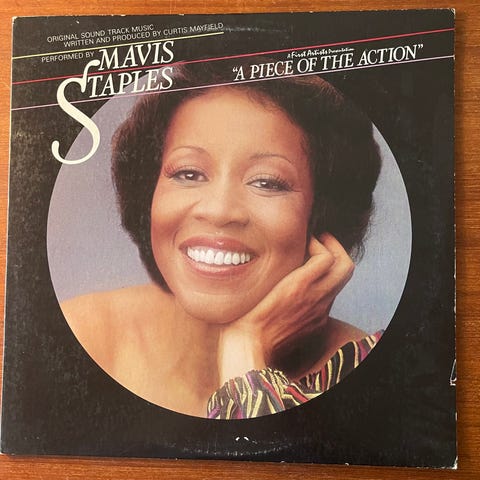 ORIGINAL SOUND TRACK MUSIC
WRITTEN AND PRODUCED BY CURTIS MAYFIELD
PERFORMED BY MAVIS
STAPLES
A First Artists Presentation
"A PIECE OF THE ACTION"